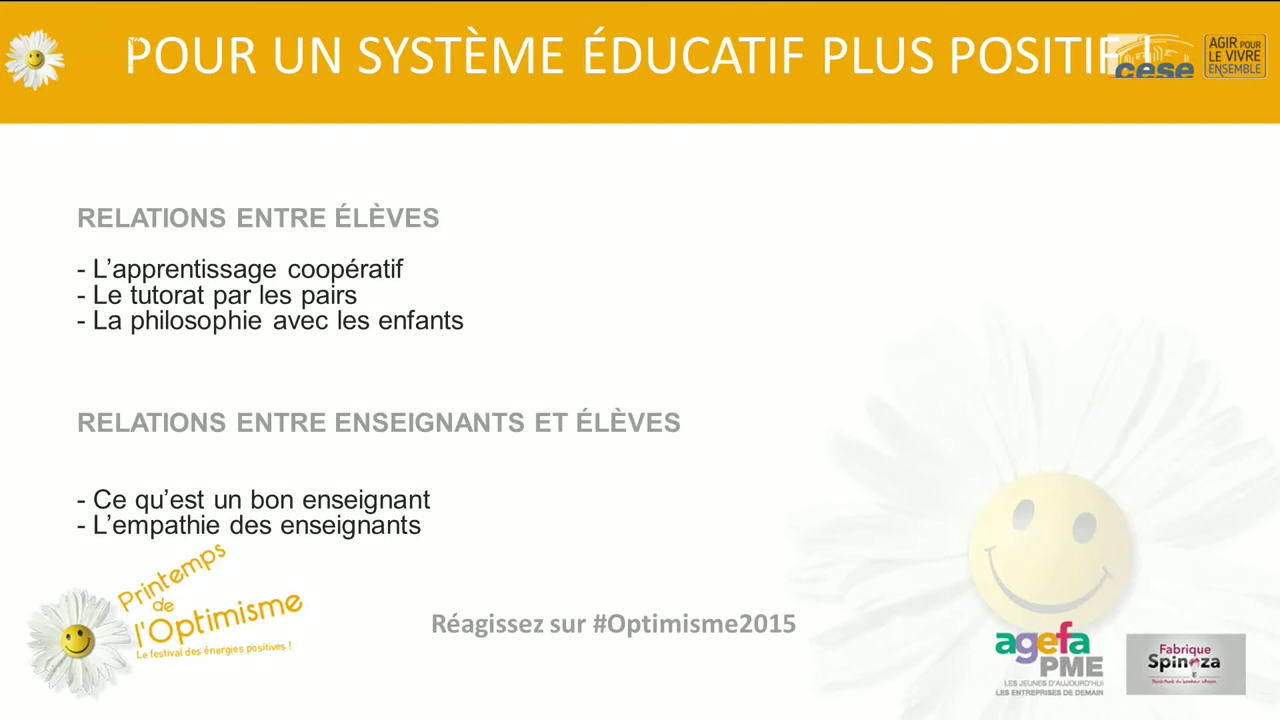 POUR UN SYSTÈME ÉDUCATIF PLUS POSITIF !
cese
AGIR POUR
LE VIVRE
ENSEMBLE
RELATIONS ENTRE ÉLÈVES
- L’apprentissage coopératif
- Le tutorat par les pairs
- La philosophie avec les enfants
RELATIONS ENTRE ENSEIGNANTS ET ÉLÈVES
- Ce qu’est un bon enseignant
- L’empathie des enseignants
Printemps
de
l'Optimisme
Le festival des énergies positives !
Réagissez sur #Optimisme2015
agefa
PME
LES JEUNES D'AUJOURD'HUI
LES ENTREPRISES DE DEMAIN
Fabrique
Spinoza